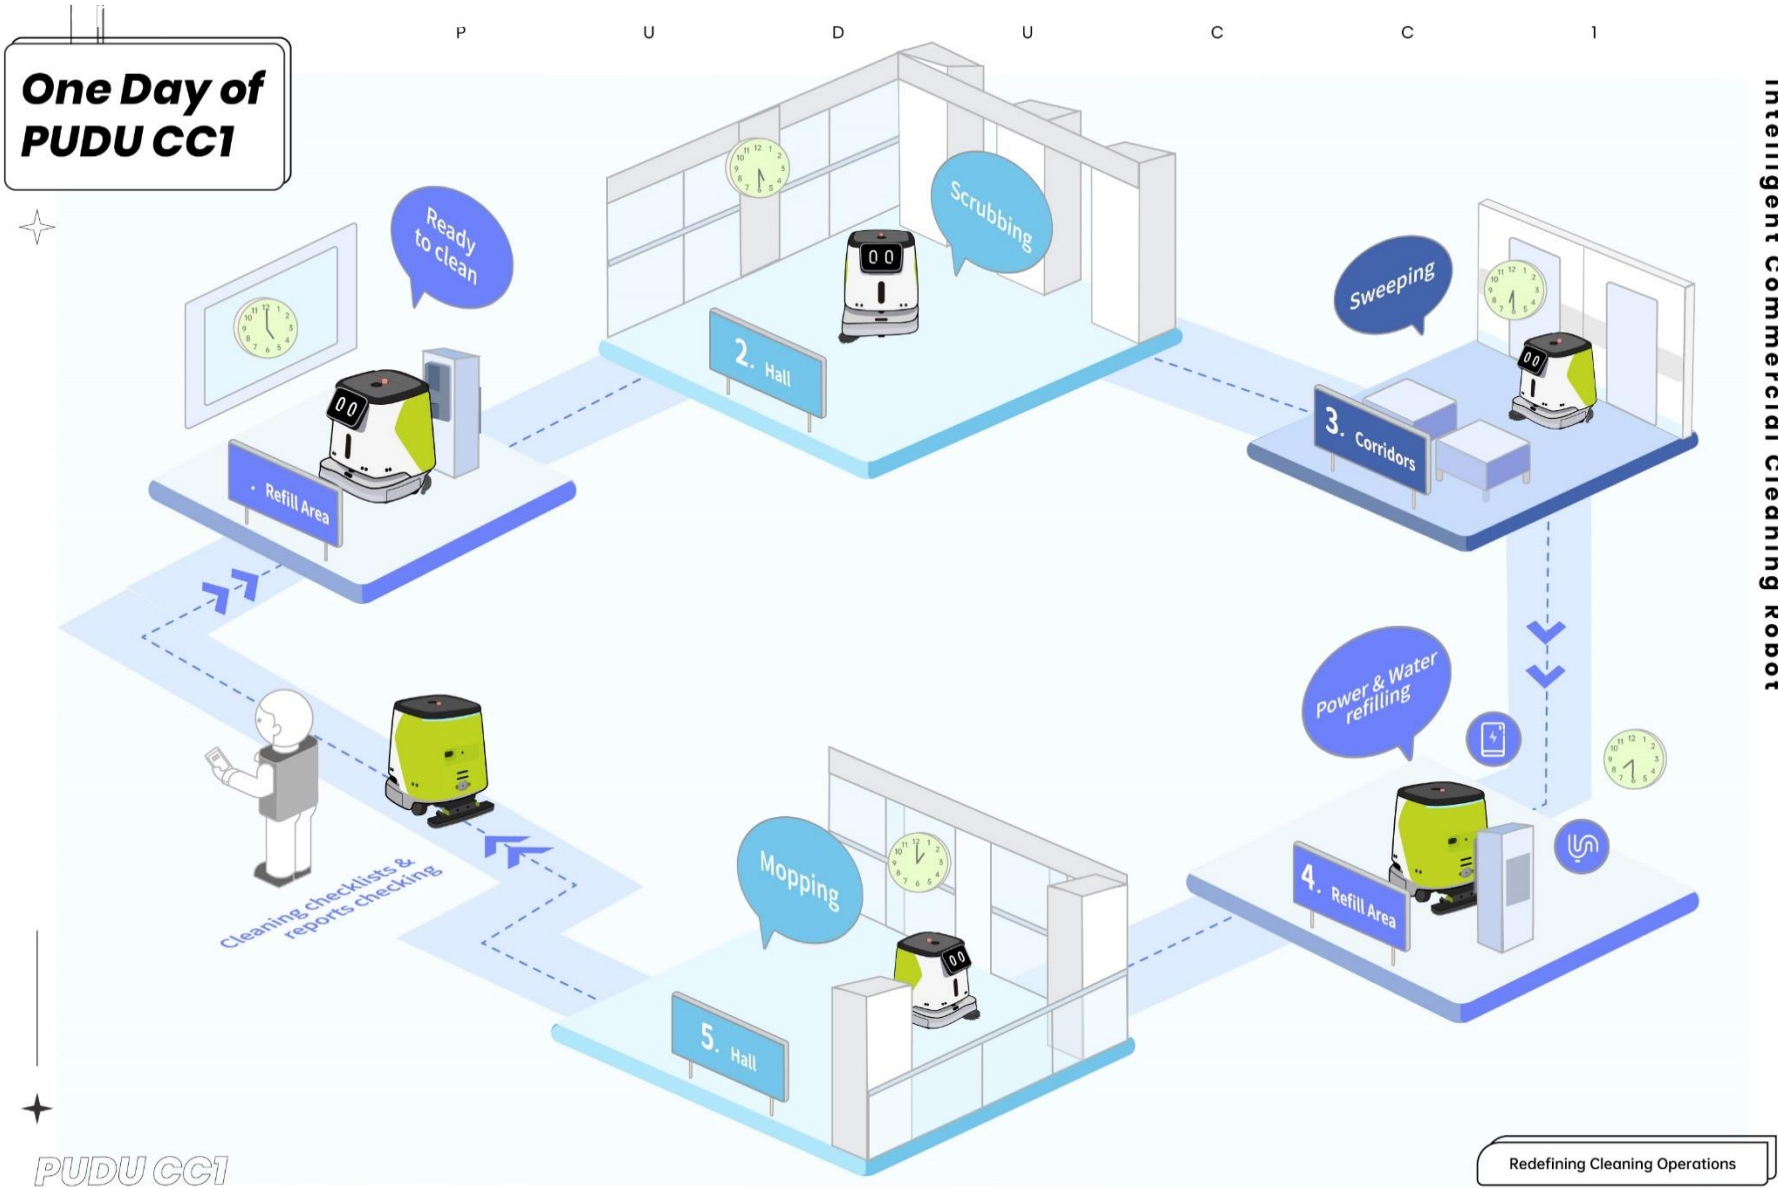 P U D U C C 1
One Day of
PUDU CC1
Intelligent Commercial Cleaning Robot
Ready
to clean
. Refill Area
Scrubbing
2. Hall
Sweeping
3. Corridors
Power & Water
refilling
4. Refill Area
Mopping
5. Hall
Cleaning checklists &
reports checking
PUDU CC1
Redefining Cleaning Operations